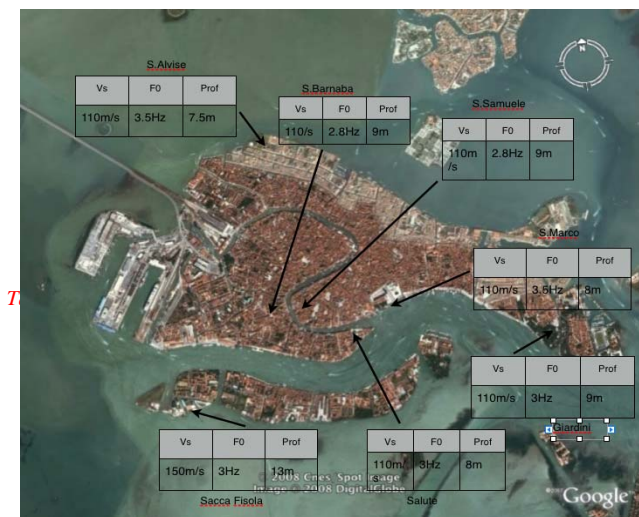 S.Alvise
Vs F0 Prof
110m/s 3.5Hz 7.5m
S.Barnaba
Vs F0 Prof
110/s 2.8Hz 9m
S.Samuele
Vs F0 Prof
110m
/s 2.8Hz 9m
N
S.Marco
Vs F0 Prof
110m/s 3.5Hz 8m
T
Vs F0 Prof
110m/s 3Hz 9m
Giardini
Vs F0 Prof
150m/s 3Hz 13m
Sacca Fisola
Vs F0 Prof
110m/
s 3Hz 8m
Salute
© 2008 Cnes/Spot Image
Image © 2008 DigitalGlobe
Google